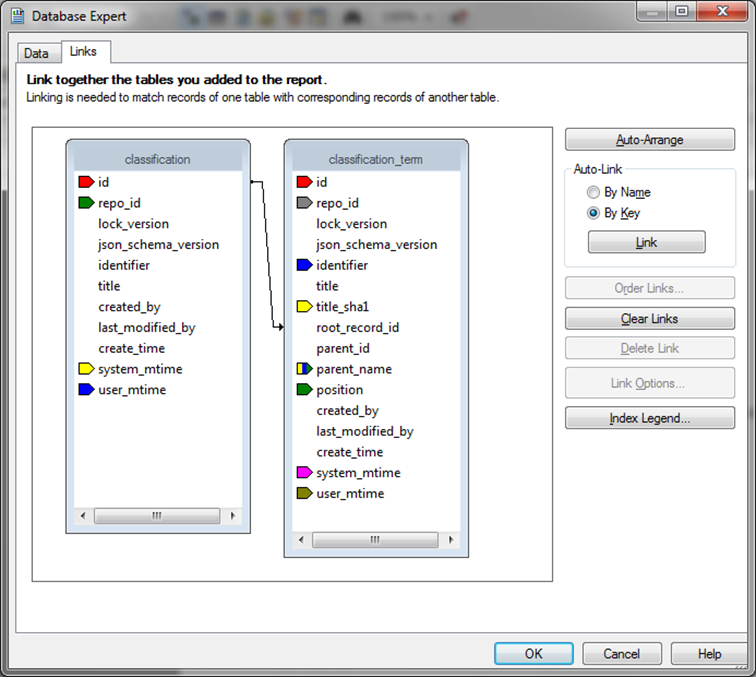 Database Expert
Data
Links
Link together the tables you added to the report.
Linking is needed to match records of one table with corresponding records of another table.
classification
id
repo_id
lock_version
json_schema_version
identifier
title
created_by
last_modified_by
create_time
system_mtime
user_mtime
classification_term
id
repo_id
lock_version
json_schema_version
identifier
title
title_sha1
root_record_id
parent_id
parent_name
position
created_by
last_modified_by
create_time
system_mtime
user_mtime
Auto-Arrange
Auto-Link
By Name
By Key
Link
Order Links...
Clear Links
Delete Link
Link Options...
Index Legend...
OK
Cancel
Help